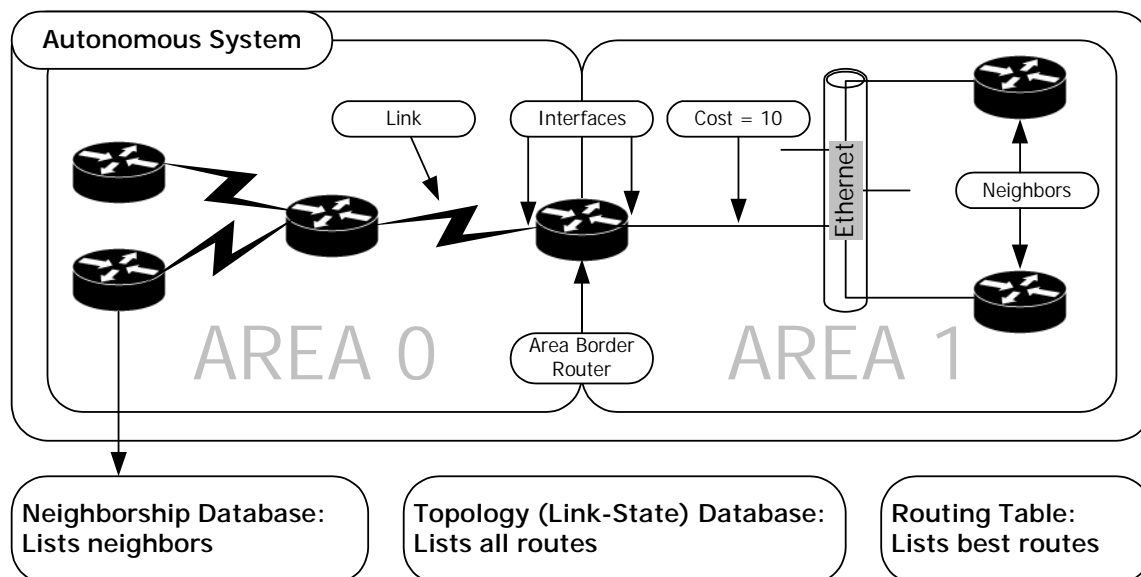 Autonomous System
Link
Interfaces
Cost = 10
Ethernet
Neighbors
AREA 0
Area Border
Router
AREA 1
Neighborship Database:
Lists neighbors
Topology (Link-State) Database:
Lists all routes
Routing Table:
Lists best routes